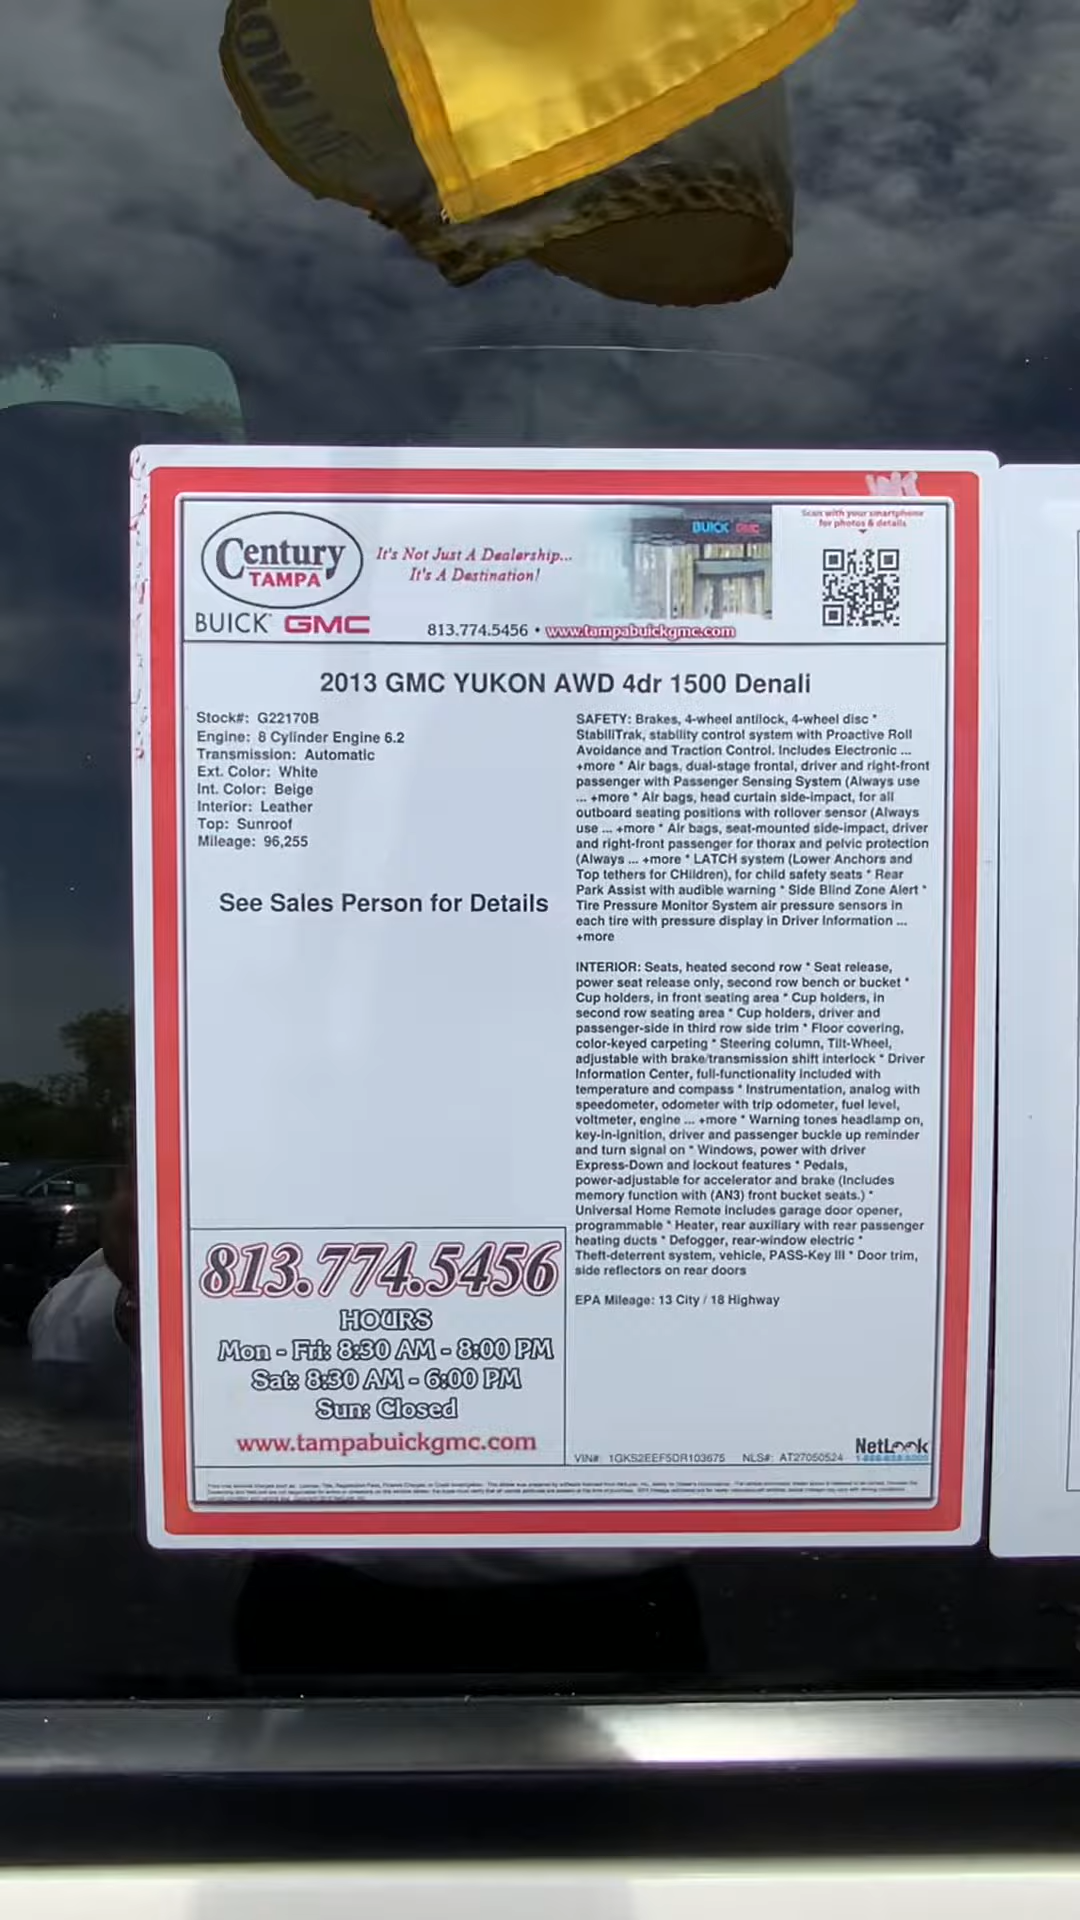 OW ME
Century
TAMPA
BUICK GMC
It's Not Just A Dealership...
It's A Destination!
BUICK GMC
813.774.5456 • www.tampabuickgmc.com
Scan with your smartphone
for photos & details
2013 GMC YUKON AWD 4dr 1500 Denali
Stock#: G22170B
Engine: 8 Cylinder Engine 6.2
Transmission: Automatic
Ext. Color: White
Int. Color: Beige
Interior: Leather
Top: Sunroof
Mileage: 96,255
See Sales Person for Details
SAFETY: Brakes, 4-wheel antilock, 4-wheel disc *
StabiliTrak, stability control system with Proactive Roll
Avoidance and Traction Control. Includes Electronic ...
+more * Air bags, dual-stage frontal, driver and right-front
passenger with Passenger Sensing System (Always use
... +more * Air bags, head curtain side-impact, for all
outboard seating positions with rollover sensor (Always
use ... +more * Air bags, seat-mounted side-impact, driver
and right-front passenger for thorax and pelvic protection
(Always ... +more * LATCH system (Lower Anchors and
Top tethers for CHildren), for child safety seats * Rear
Park Assist with audible warning * Side Blind Zone Alert *
Tire Pressure Monitor System air pressure sensors in
each tire with pressure display in Driver Information ...
+more
INTERIOR: Seats, heated second row * Seat release,
power seat release only, second row bench or bucket *
Cup holders, in front seating area * Cup holders, in
second row seating area * Cup holders, driver and
passenger-side in third row side trim * Floor covering,
color-keyed carpeting * Steering column, Tilt-Wheel,
adjustable with brake/transmission shift interlock * Driver
Information Center, full-functionality included with
temperature and compass * Instrumentation, analog with
speedometer, odometer with trip odometer, fuel level,
voltmeter, engine ... +more * Warning tones headlamp on,
key-in-ignition, driver and passenger buckle up reminder
and turn signal on * Windows, power with driver
Express-Down and lockout features * Pedals,
power-adjustable for accelerator and brake (Includes
memory function with (AN3) front bucket seats.) *
Universal Home Remote includes garage door opener,
programmable * Heater, rear auxiliary with rear passenger
heating ducts * Defogger, rear-window electric *
Theft-deterrent system, vehicle, PASS-Key III * Door trim,
side reflectors on rear doors
EPA Mileage: 13 City / 18 Highway
813.774.5456
HOURS
Mon - Fri: 8:30 AM - 8:00 PM
Sat: 8:30 AM - 6:00 PM
Sun: Closed
www.tampabuickgmc.com
VIN#: 1GKS2EEF5DR103675 NLS#: AT27050524
NetLook